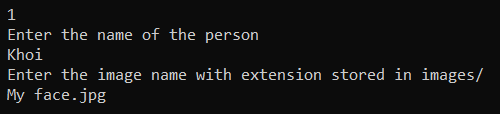 1
Enter the name of the person
Khoi
Enter the image name with extension stored in images/
My face.jpg